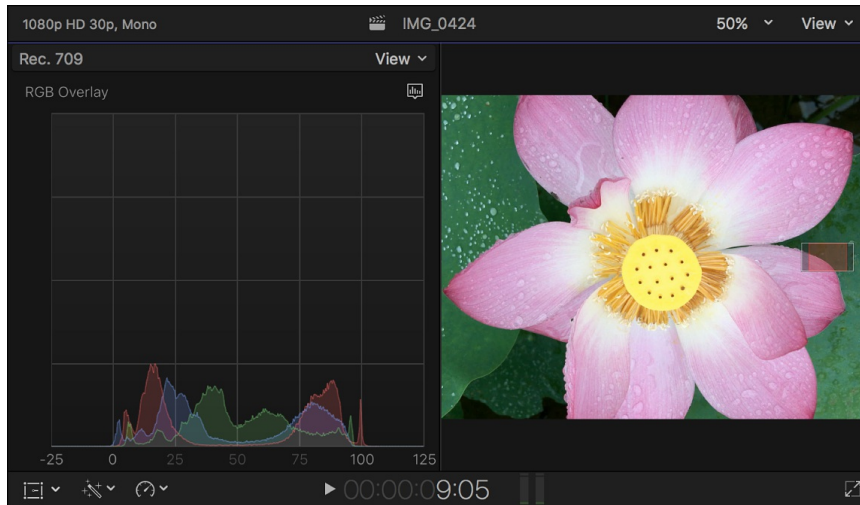 1080p HD 30p, Mono
IMG_0424
50%
View
Rec. 709
View
RGB Overlay
-25 0 25 50 75 100 125
00:00:09:05